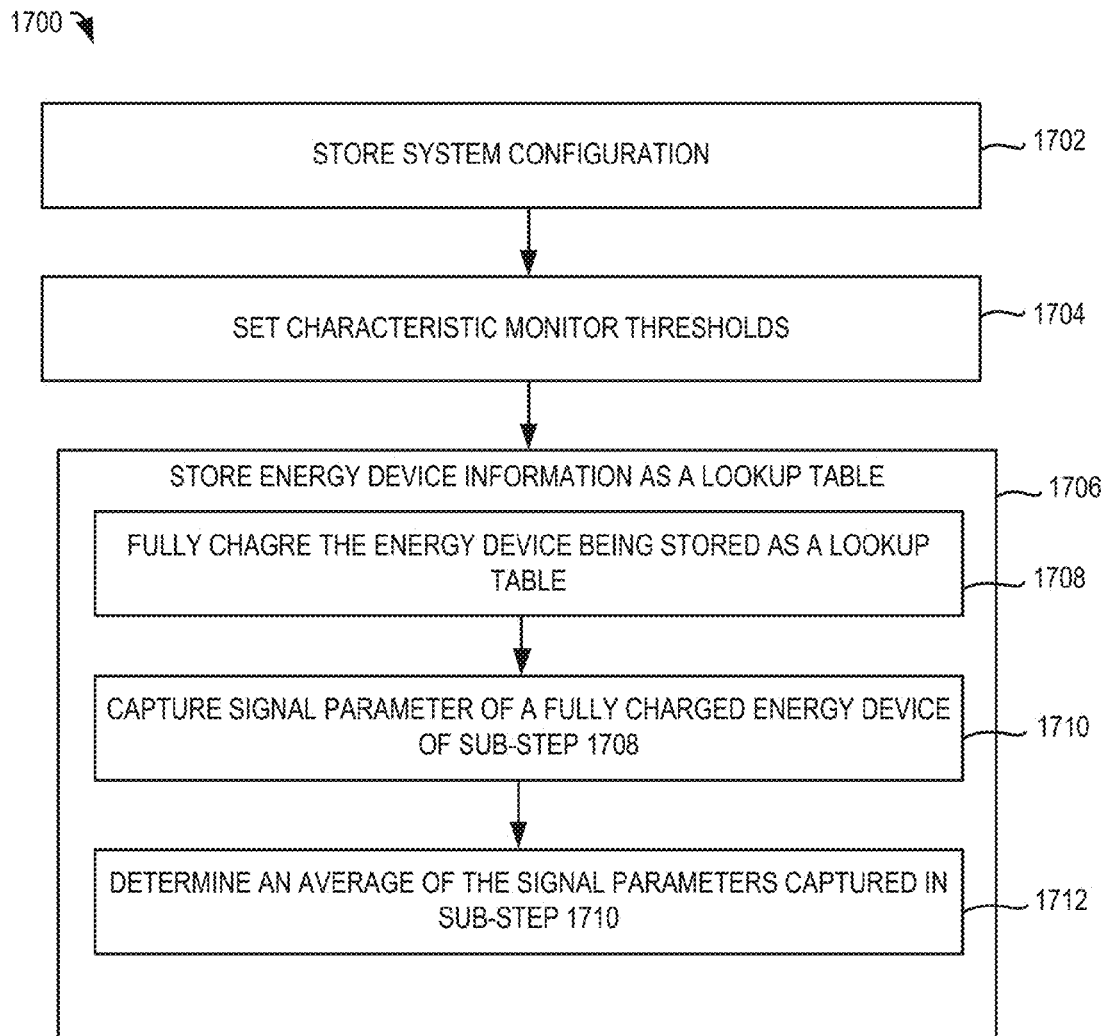 1700
STORE SYSTEM CONFIGURATION
1702
SET CHARACTERISTIC MONITOR THRESHOLDS
1704
STORE ENERGY DEVICE INFORMATION AS A LOOKUP TABLE
1706
FULLY CHAGRE THE ENERGY DEVICE BEING STORED AS A LOOKUP
TABLE
1708
CAPTURE SIGNAL PARAMETER OF A FULLY CHARGED ENERGY DEVICE
OF SUB-STEP 1708
1710
DETERMINE AN AVERAGE OF THE SIGNAL PARAMETERS CAPTURED IN
SUB-STEP 1710
1712